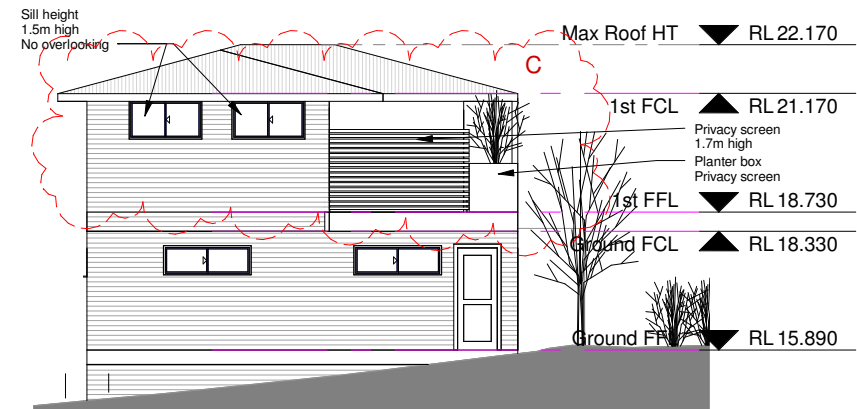 Sill height
1.5m high
No overlooking
Max Roof HT RL 22.170
C
1st FCL RL 21.170
Privacy screen
1.7m high
Planter box
Privacy screen
1st FFL RL 18.730
Ground FCL RL 18.330
Ground FFL RL 15.890